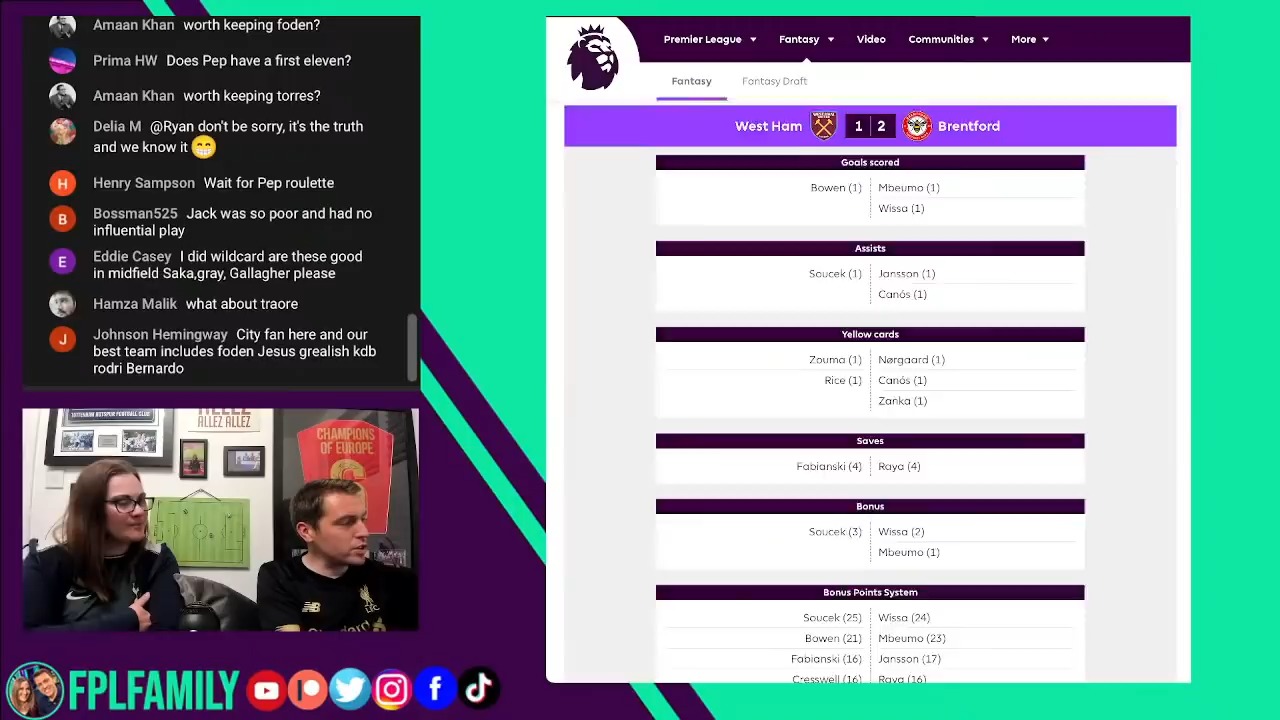 Amaan Khan worth keeping foden?
Prima HW Does Pep have a first eleven?
Amaan Khan worth keeping torres?
Delia M @Ryan don't be sorry, it's the truth
and we know it
H
Henry Sampson Wait for Pep roulette
B
Bossman525 Jack was so poor and had no
influential play
E
Eddie Casey I did wildcard are these good
in midfield Saka,gray, Gallagher please
Hamza Malik what about traore
J
Johnson Hemingway City fan here and our
best team includes foden Jesus grealish kdb
rodri Bernardo
TOTTENHAM HOTSPUR FOOTBALL CLUB
ALLEZ
ALLEZ ALLEZ
CHAMPIONS
OF EUROPE
6
NB
L.F.C.
FPLFAMILY
Premier League
Fantasy
Video
Communities
More
Fantasy
Fantasy Draft
West Ham 1 2 Brentford
Goals scored
Bowen (1) Mbeumo (1)
Wissa (1)
Assists
Soucek (1) Jansson (1)
Canós (1)
Yellow cards
Zouma (1) Nørgaard (1)
Rice (1) Canós (1)
Zanka (1)
Saves
Fabianski (4) Raya (4)
Bonus
Soucek (3) Wissa (2)
Mbeumo (1)
Bonus Points System
Soucek (25) Wissa (24)
Bowen (21) Mbeumo (23)
Fabianski (16) Jansson (17)
Cresswell (16) Raya (16)